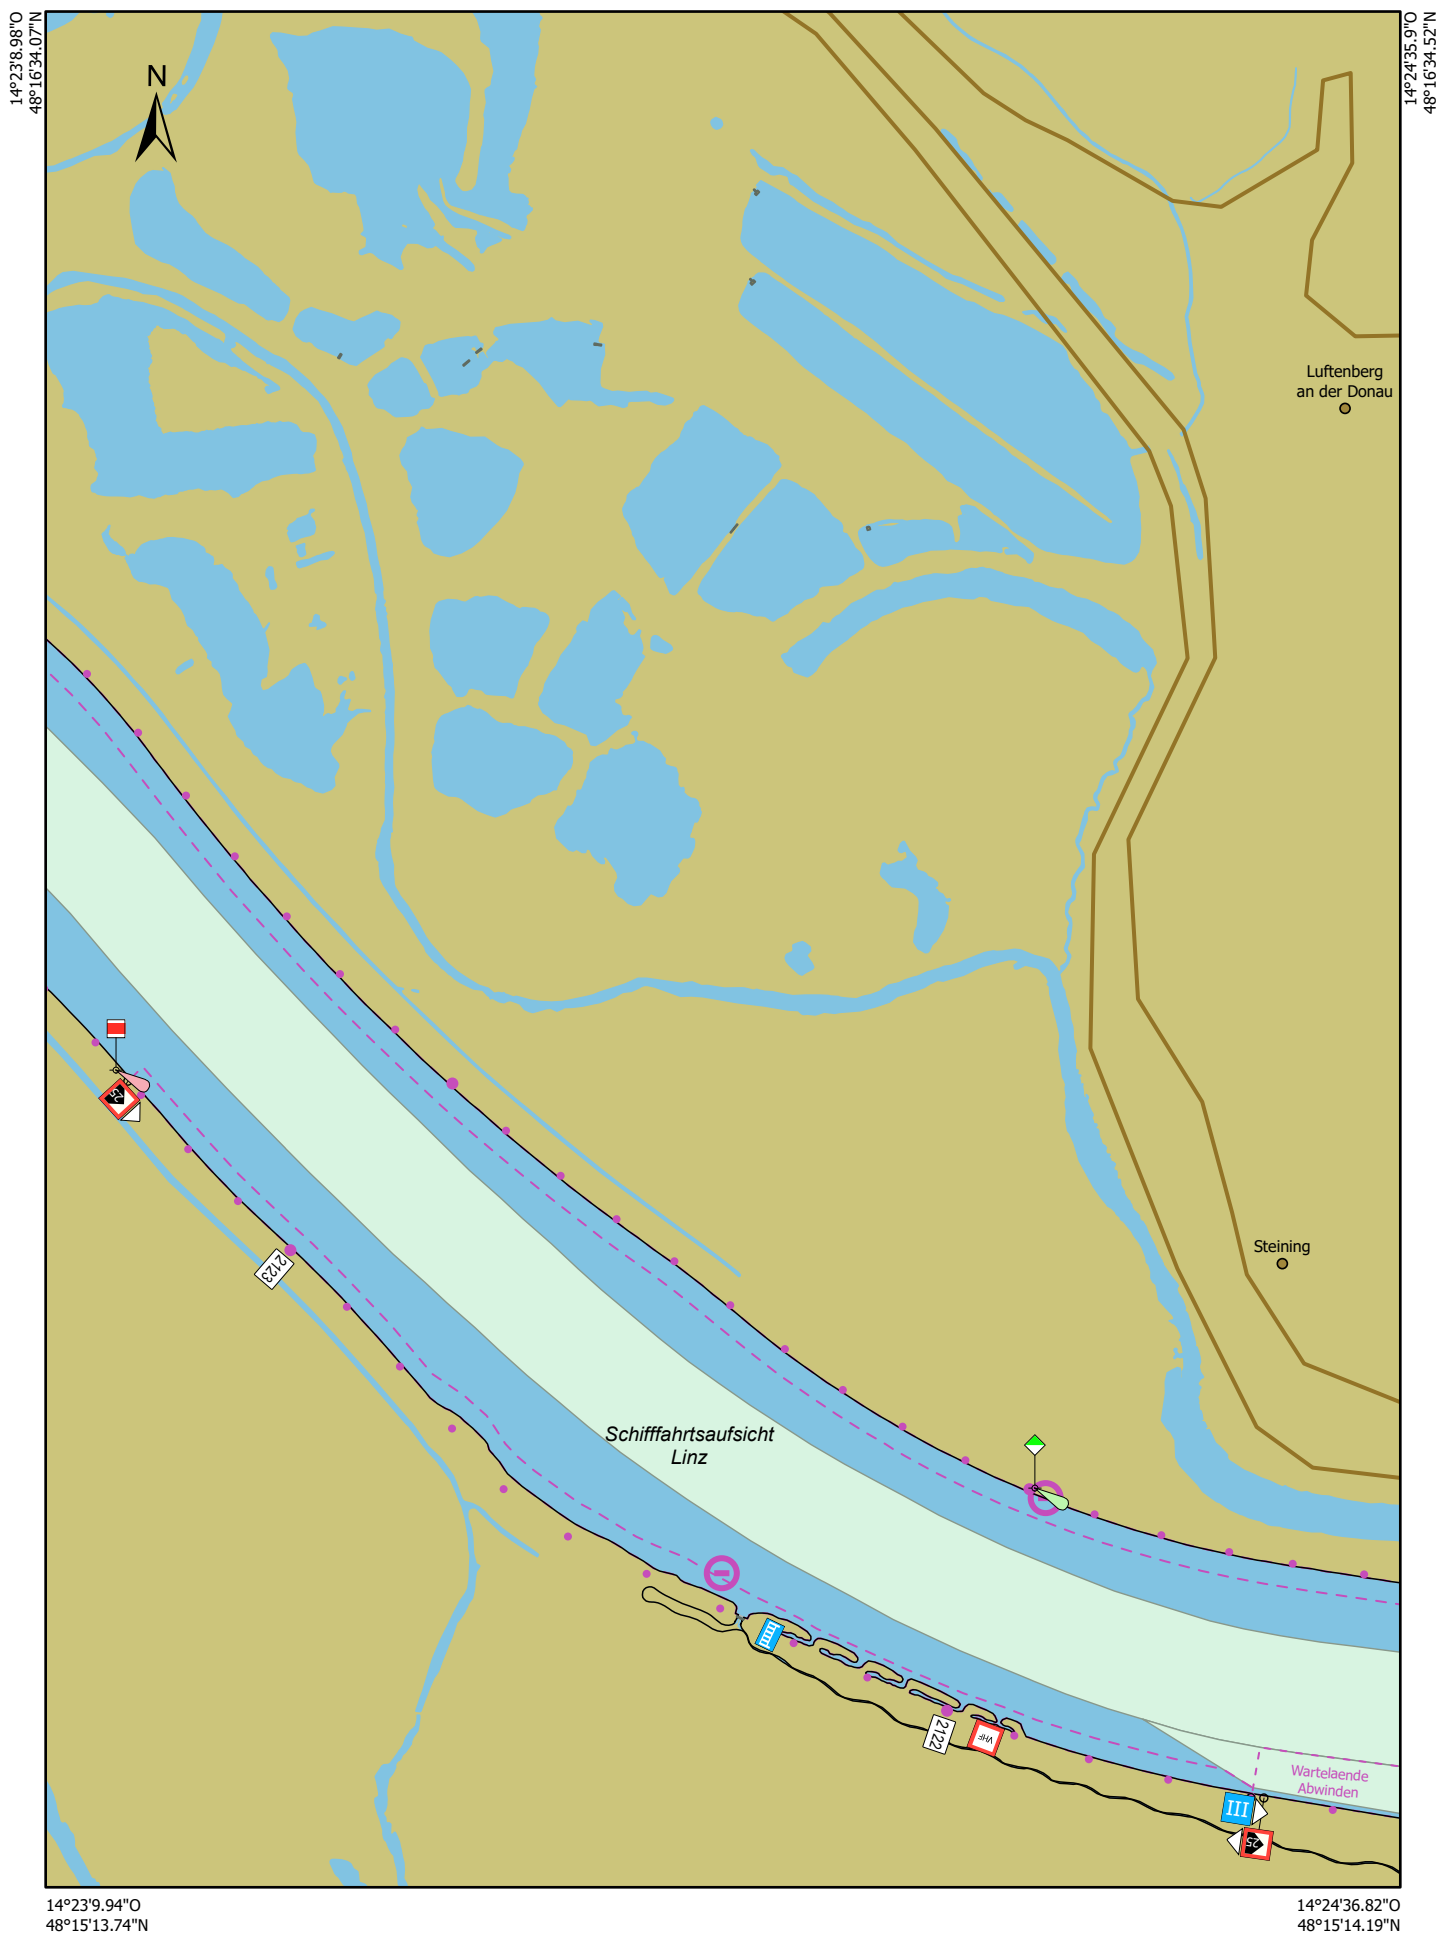 14°23'8.98"O
48°16'34.07"N
14°24'35.9"O
48°16'34.52"N
N
Luftenberg
an der Donau
25
2123
Steining
Schifffahrtsaufsicht
Linz
2122
VHF
Wartelaende
Abwinden
III
25
14°23'9.94"O
48°15'13.74"N
14°24'36.82"O
48°15'14.19"N